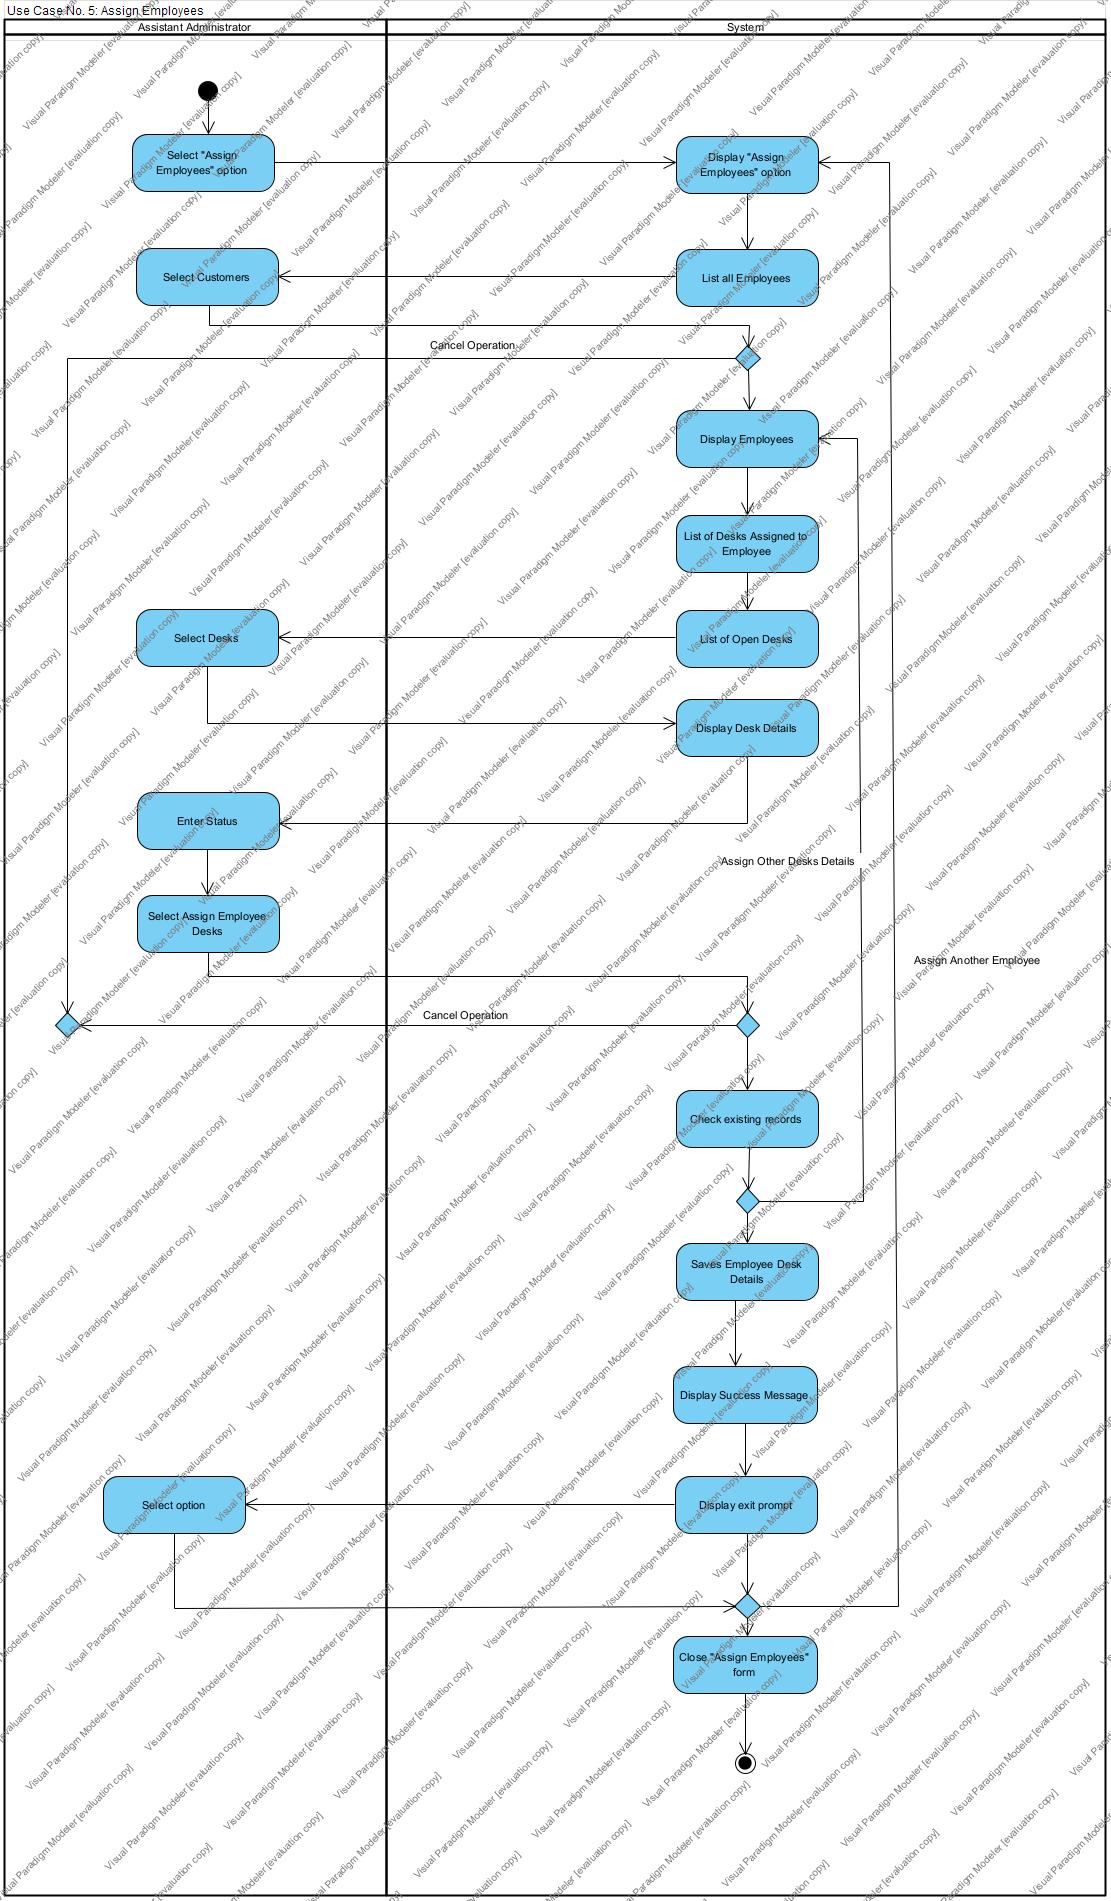 Use Case No. 5: Assign Employees
Assistant Administrator
System
Select "Assign
Employees" option
Display "Assign
Employees" option
Select Customers
List all Employees
Cancel Operation
Display Employees
List of Desks Assigned to
Employee
Select Desks
List of Open Desks
Display Desk Details
Enter Status
Assign Other Desks Details
Select Assign Employee
Desks
Assign Another Employee
Cancel Operation
Check existing records
Saves Employee Desk
Details
Display Success Message
Select option
Display exit prompt
Close "Assign Employees"
form
Visual Paradigm Modeler [evaluation copy]